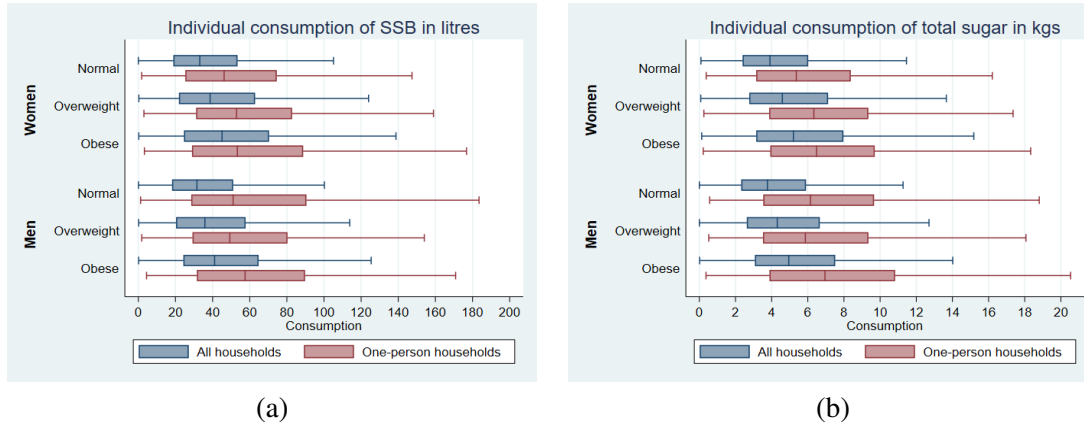 Individual consumption of SSB in litres
Women
Normal
Overweight
Obese
Men
Normal
Overweight
Obese
0 20 40 60 80 100 120 140 160 180 200
Consumption
All households One-person households
(a)
Individual consumption of total sugar in kgs
Women
Normal
Overweight
Obese
Men
Normal
Overweight
Obese
0 2 4 6 8 10 12 14 16 18 20
Consumption
All households One-person households
(b)